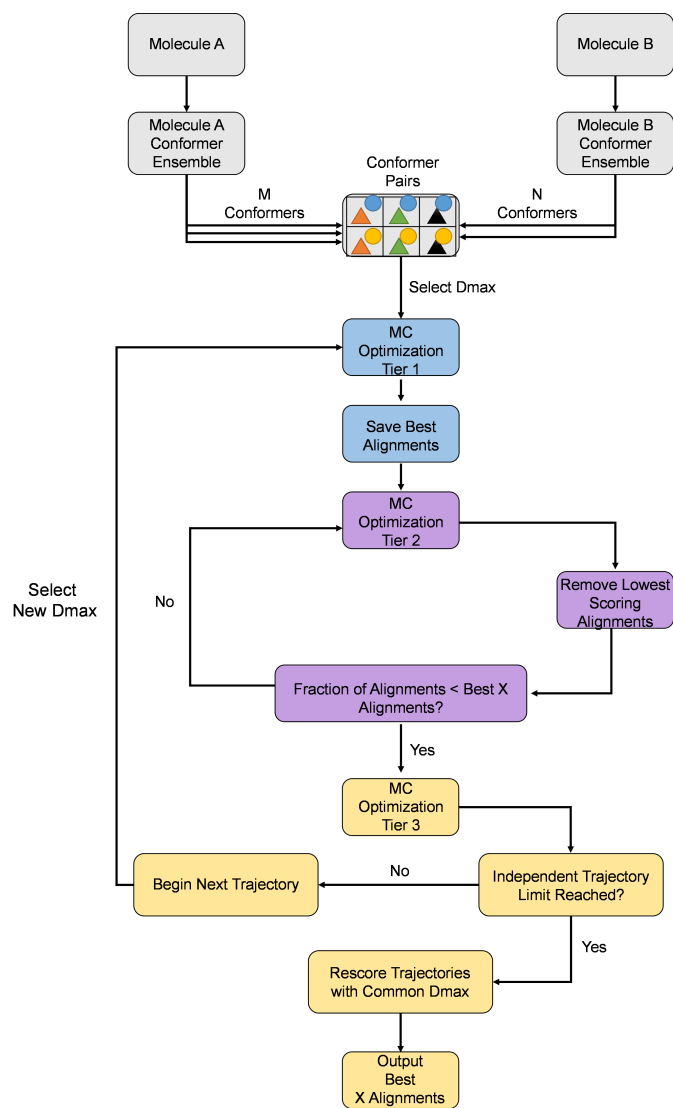 Molecule A
Molecule B
Molecule A
Conformer
Ensemble
Molecule B
Conformer
Ensemble
Conformer
Pairs
M
Conformers
N
Conformers
Select Dmax
MC
Optimization
Tier 1
Save Best
Alignments
MC
Optimization
Tier 2
Remove Lowest
Scoring
Alignments
No
Select
New Dmax
Fraction of Alignments < Best X
Alignments?
Yes
MC
Optimization
Tier 3
Begin Next Trajectory
No
Independent Trajectory
Limit Reached?
Yes
Rescore Trajectories
with Common Dmax
Output
Best
X Alignments